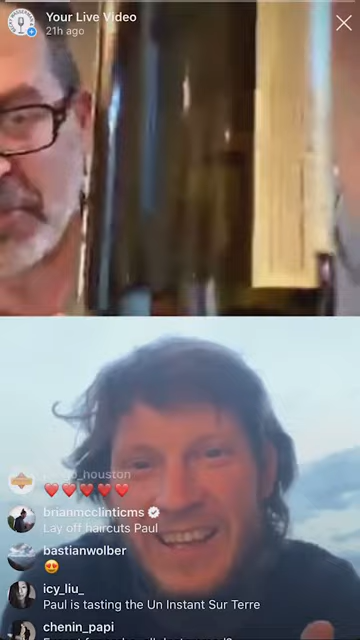 Your Live Video
21h ago
_houston
❤️❤️❤️❤️❤️
brianmcclinticms
Lay off haircuts Paul
bastianwolber
😍
icy_liu_
Paul is tasting the Un Instant Sur Terre
chenin_papi